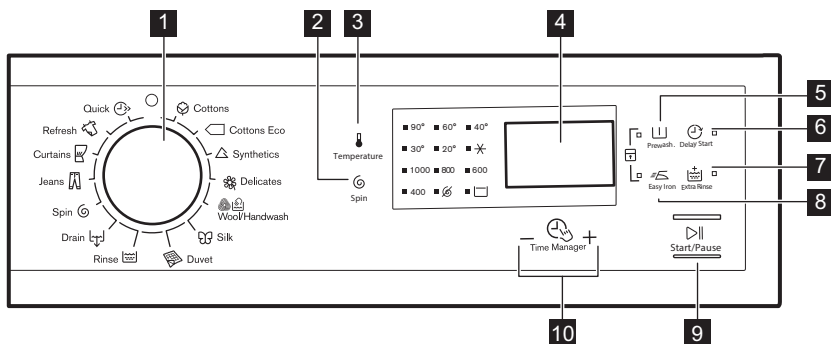 1
2
3
4
5
6
7
8
9
10
Quick
Refresh
Curtains
Jeans
Spin
Drain
Rinse
Cottons
Cottons Eco
Synthetics
Delicates
Wool/Handwash
Silk
Duvet
Temperature
Spin
90° 60° 40°
30° 20°
1000 800 600
400
Time Manager
Prewash. Delay Start
Easy Iron Extra Rinse
Start/Pause